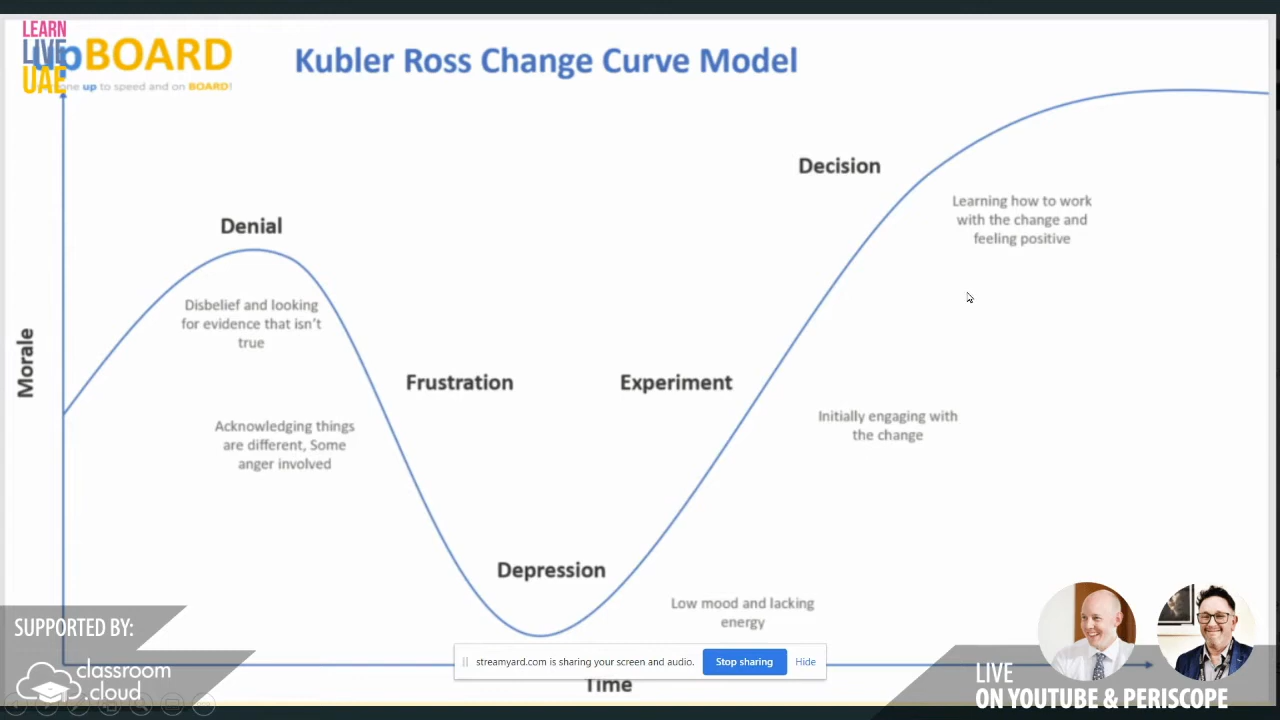 LEARN
LIVE
UAE
pBOARD
one up to speed and on BOARD!
Kubler Ross Change Curve Model
Decision
Learning how to work
with the change and
feeling positive
Denial
Disbelief and looking
for evidence that isn't
true
Morale
Frustration
Experiment
Acknowledging things
are different, Some
anger involved
Initially engaging with
the change
Depression
Low mood and lacking
energy
SUPPORTED BY:
classroom
.cloud
streamyard.com is sharing your screen and audio.
Stop sharing
Hide
Time
LIVE
ON YOUTUBE & PERISCOPE